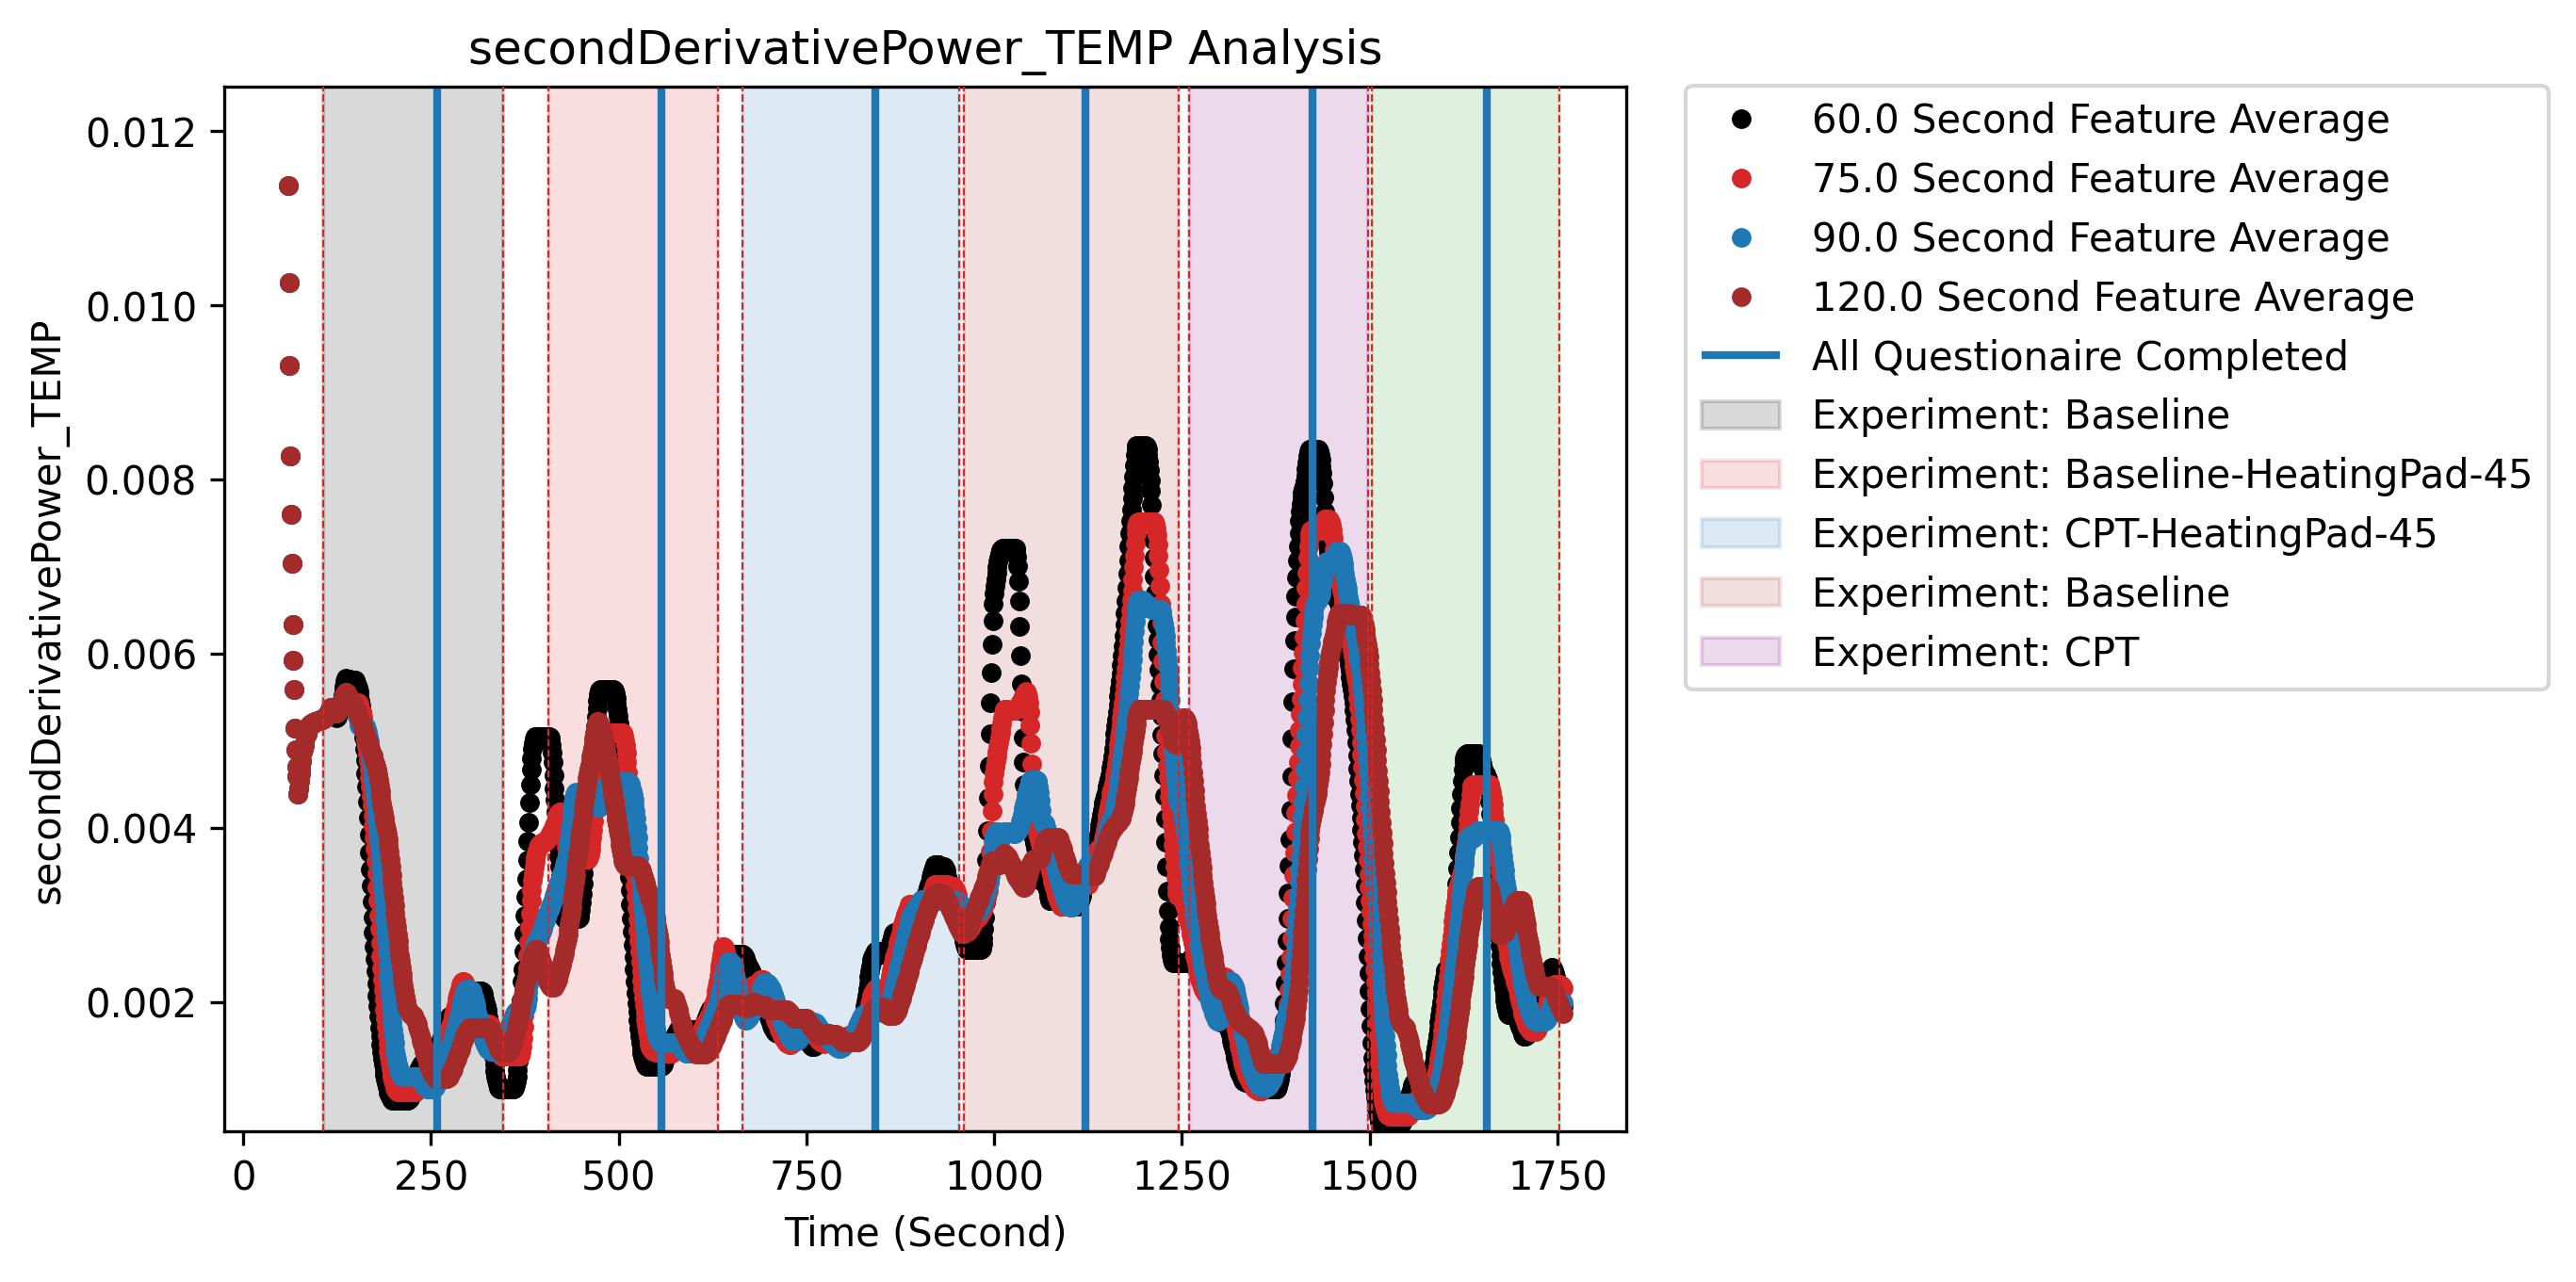 secondDerivativePower_TEMP Analysis
secondDerivativePower_TEMP
0.012
0.010
0.008
0.006
0.004
0.002
0 250 500 750 1000 1250 1500 1750
Time (Second)
60.0 Second Feature Average
75.0 Second Feature Average
90.0 Second Feature Average
120.0 Second Feature Average
All Questionaire Completed
Experiment: Baseline
Experiment: Baseline-HeatingPad-45
Experiment: CPT-HeatingPad-45
Experiment: Baseline
Experiment: CPT